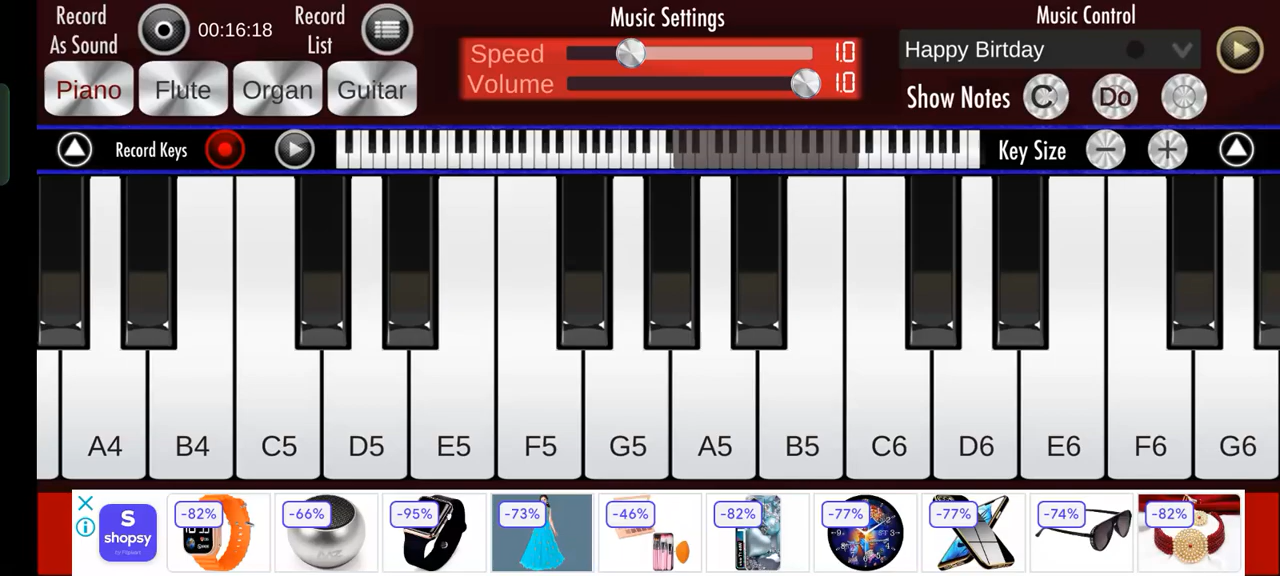 Record As Sound
00:16:18
Record List
Music Settings
Music Control
Speed 1.0
Volume 1.0
Happy Birtday
Piano Flute Organ Guitar
Show Notes C Do
Record Keys
Key Size
A4 B4 C5 D5 E5 F5 G5 A5 B5 C6 D6 E6 F6 G6
-82% -66% -95% -73% -46% -82% -77% -77% -74% -82%
S
shopsy
by Flipkart